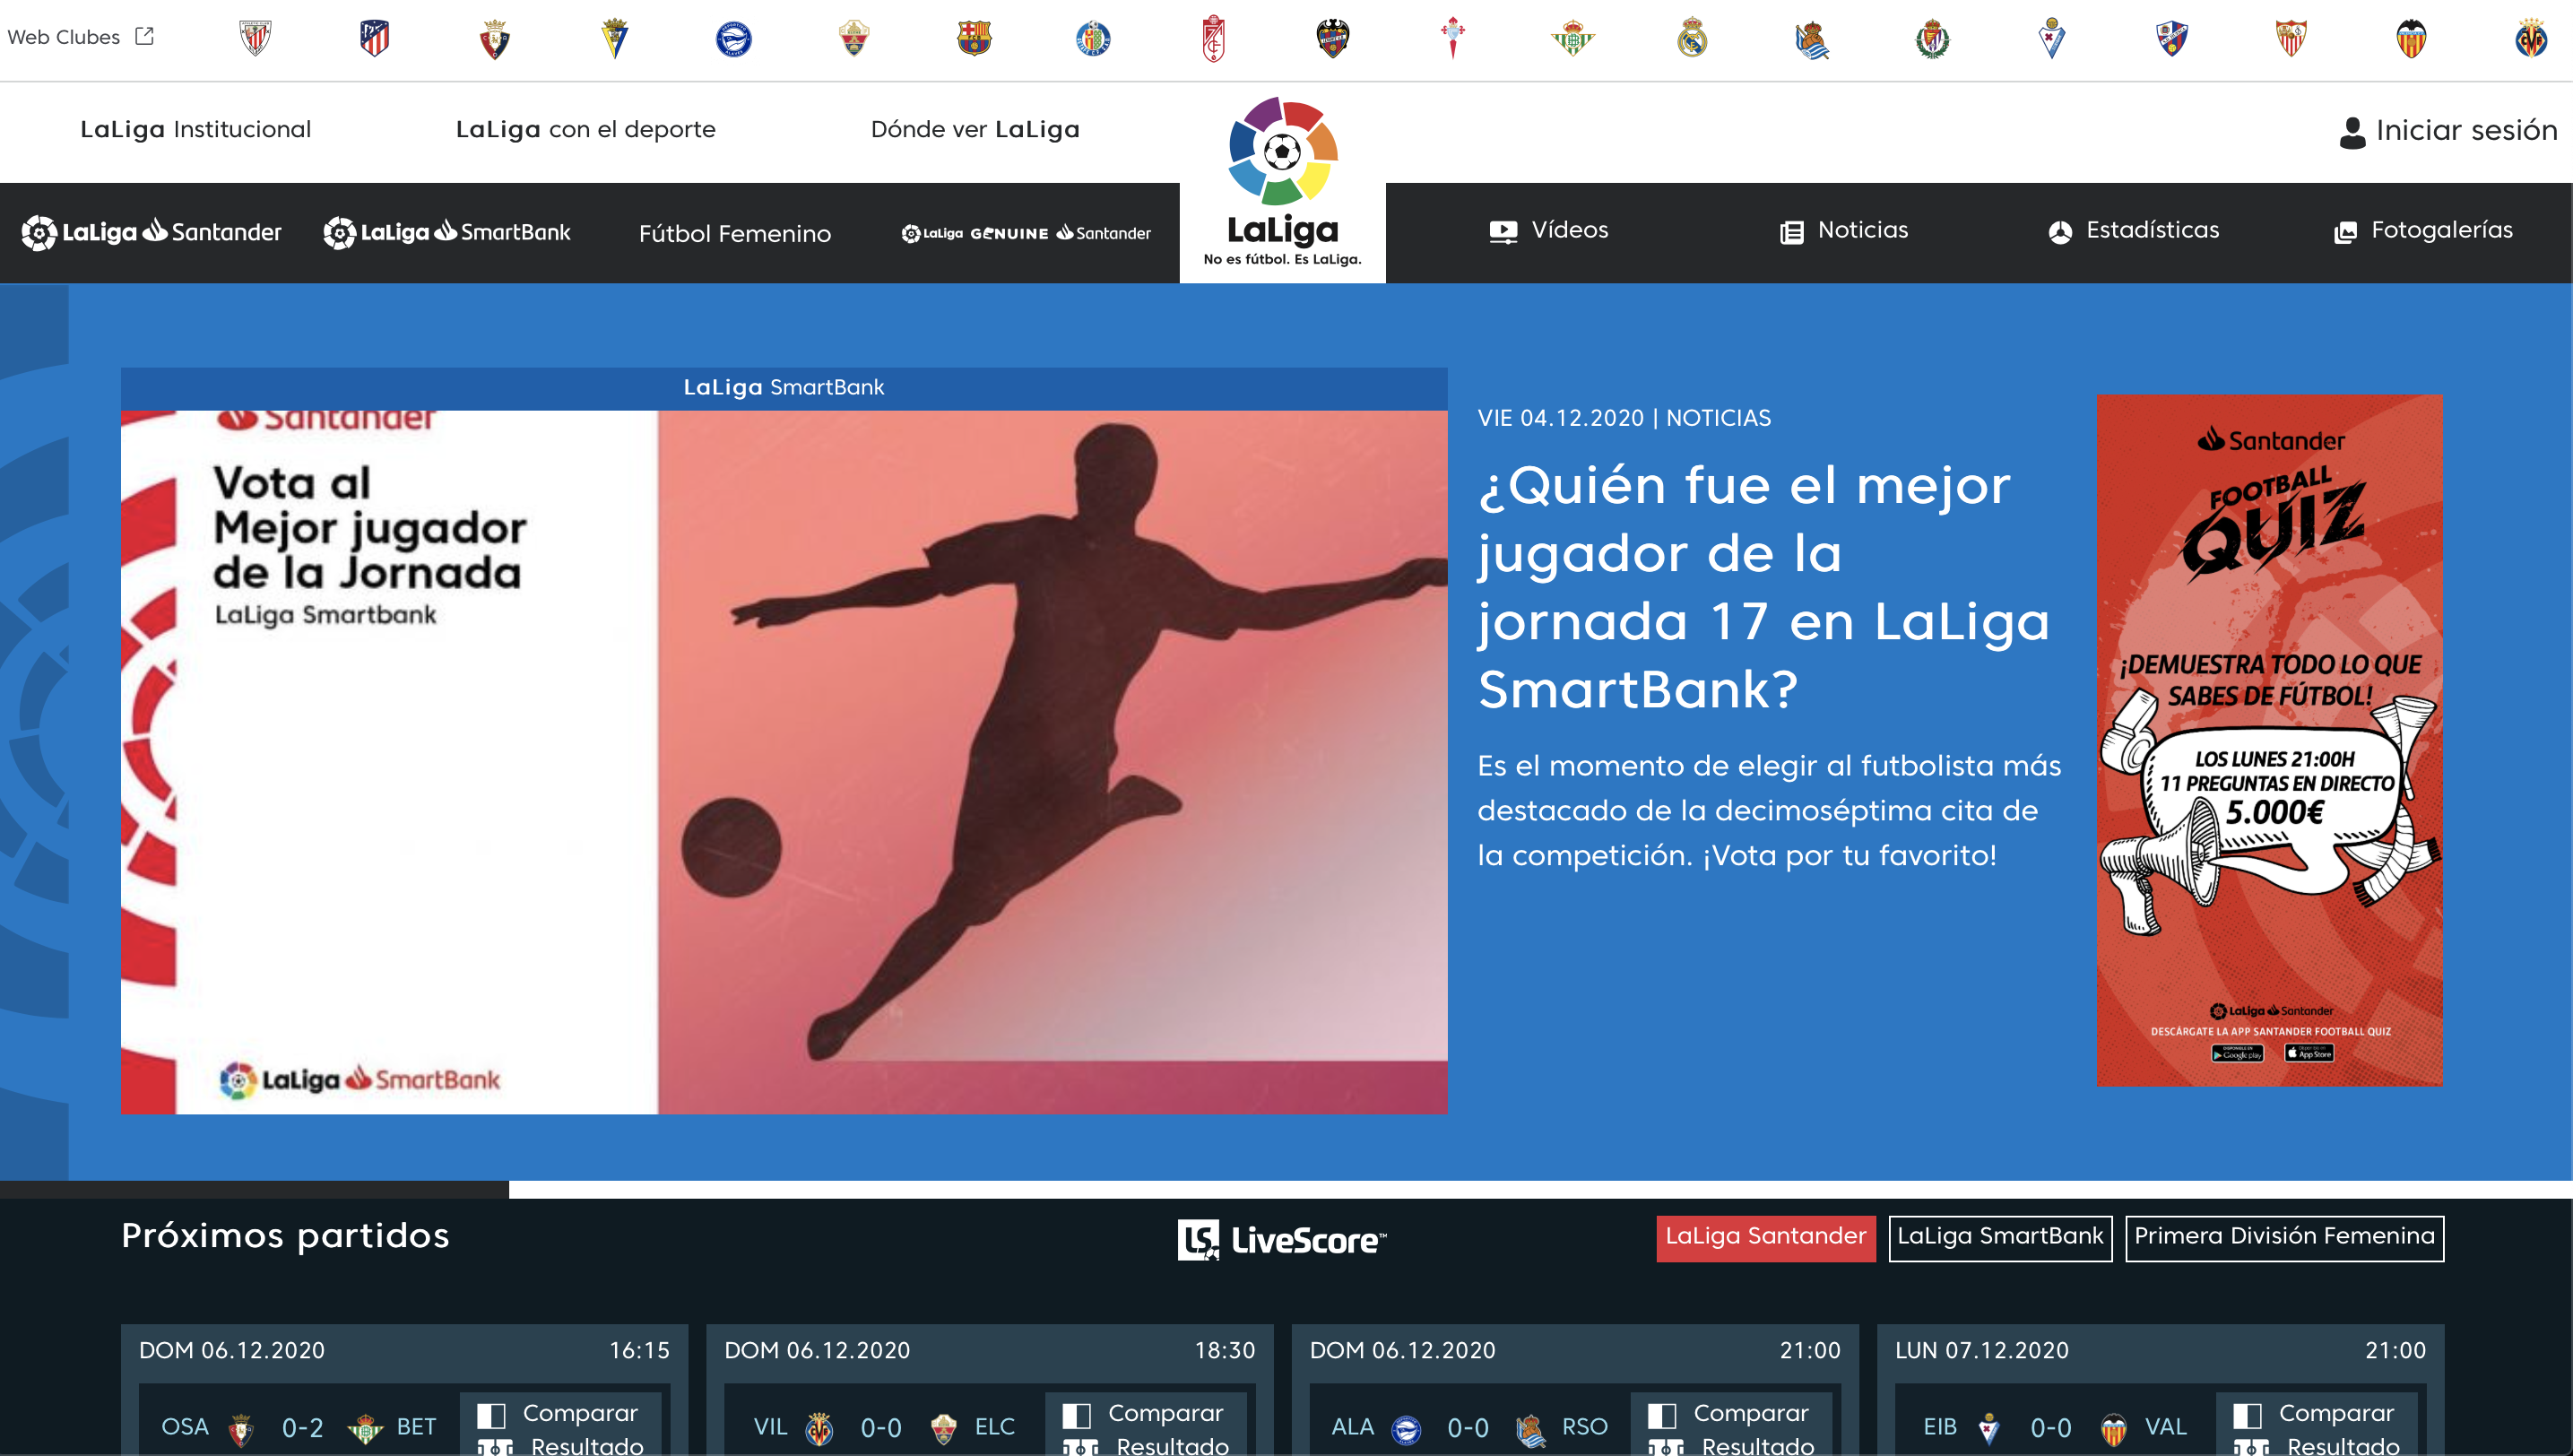 Web Clubes
LaLiga Institucional
LaLiga con el deporte
Dónde ver LaLiga
Iniciar sesión
LaLiga Santander
LaLiga SmartBank
Fútbol Femenino
LaLiga GENUINE Santander
LaLiga
No es fútbol. Es LaLiga.
Vídeos
Noticias
Estadísticas
Fotogalerías
LaLiga SmartBank
Santander
Vota al
Mejor jugador
de la Jornada
LaLiga Smartbank
LaLiga SmartBank
VIE 04.12.2020 | NOTICIAS
¿Quién fue el mejor
jugador de la
jornada 17 en LaLiga
SmartBank?
Es el momento de elegir al futbolista más
destacado de la decimoséptima cita de
la competición. ¡Vota por tu favorito!
Santander
FOOTBALL
QUIZ
¡DEMUESTRA TODO LO QUE
SABES DE FÚTBOL!
LOS LUNES 21:00H
11 PREGUNTAS EN DIRECTO
5.000€
LaLiga Santander
DESCÁRGATE LA APP SANTANDER FOOTBALL QUIZ
Google play
App Store
Próximos partidos
LS LiveScore™
LaLiga Santander
LaLiga SmartBank
Primera División Femenina
DOM 06.12.2020 16:15
OSA 0-2 BET
Comparar
Resultado
DOM 06.12.2020 18:30
VIL 0-0 ELC
Comparar
Resultado
DOM 06.12.2020 21:00
ALA 0-0 RSO
Comparar
Resultado
LUN 07.12.2020 21:00
EIB 0-0 VAL
Comparar
Resultado